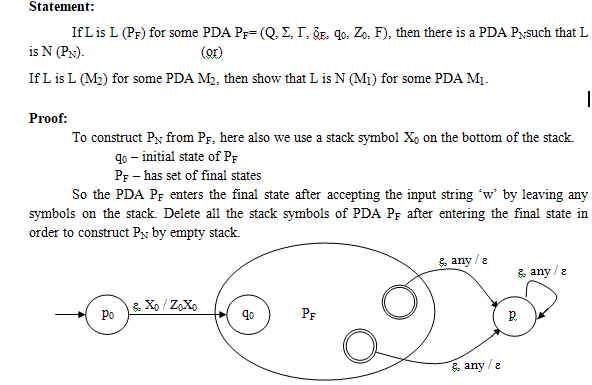 Statement:
If L is L (PF) for some PDA PF= (Q, Σ, Γ, δF, q0, Z0, F), then there is a PDA PN such that L
is N (PN). (or)
If L is L (M2) for some PDA M2, then show that L is N (M1) for some PDA M1.
Proof:
To construct PN from PF, here also we use a stack symbol X0 on the bottom of the stack.
q0 – initial state of PF
PF – has set of final states
So the PDA PF enters the final state after accepting the input string ‘w’ by leaving any
symbols on the stack. Delete all the stack symbols of PDA PF after entering the final state in
order to construct PN by empty stack.
ε, any / ε
ε, any / ε
p0
ε, X0 / Z0X0
q0
PF
ε, any / ε